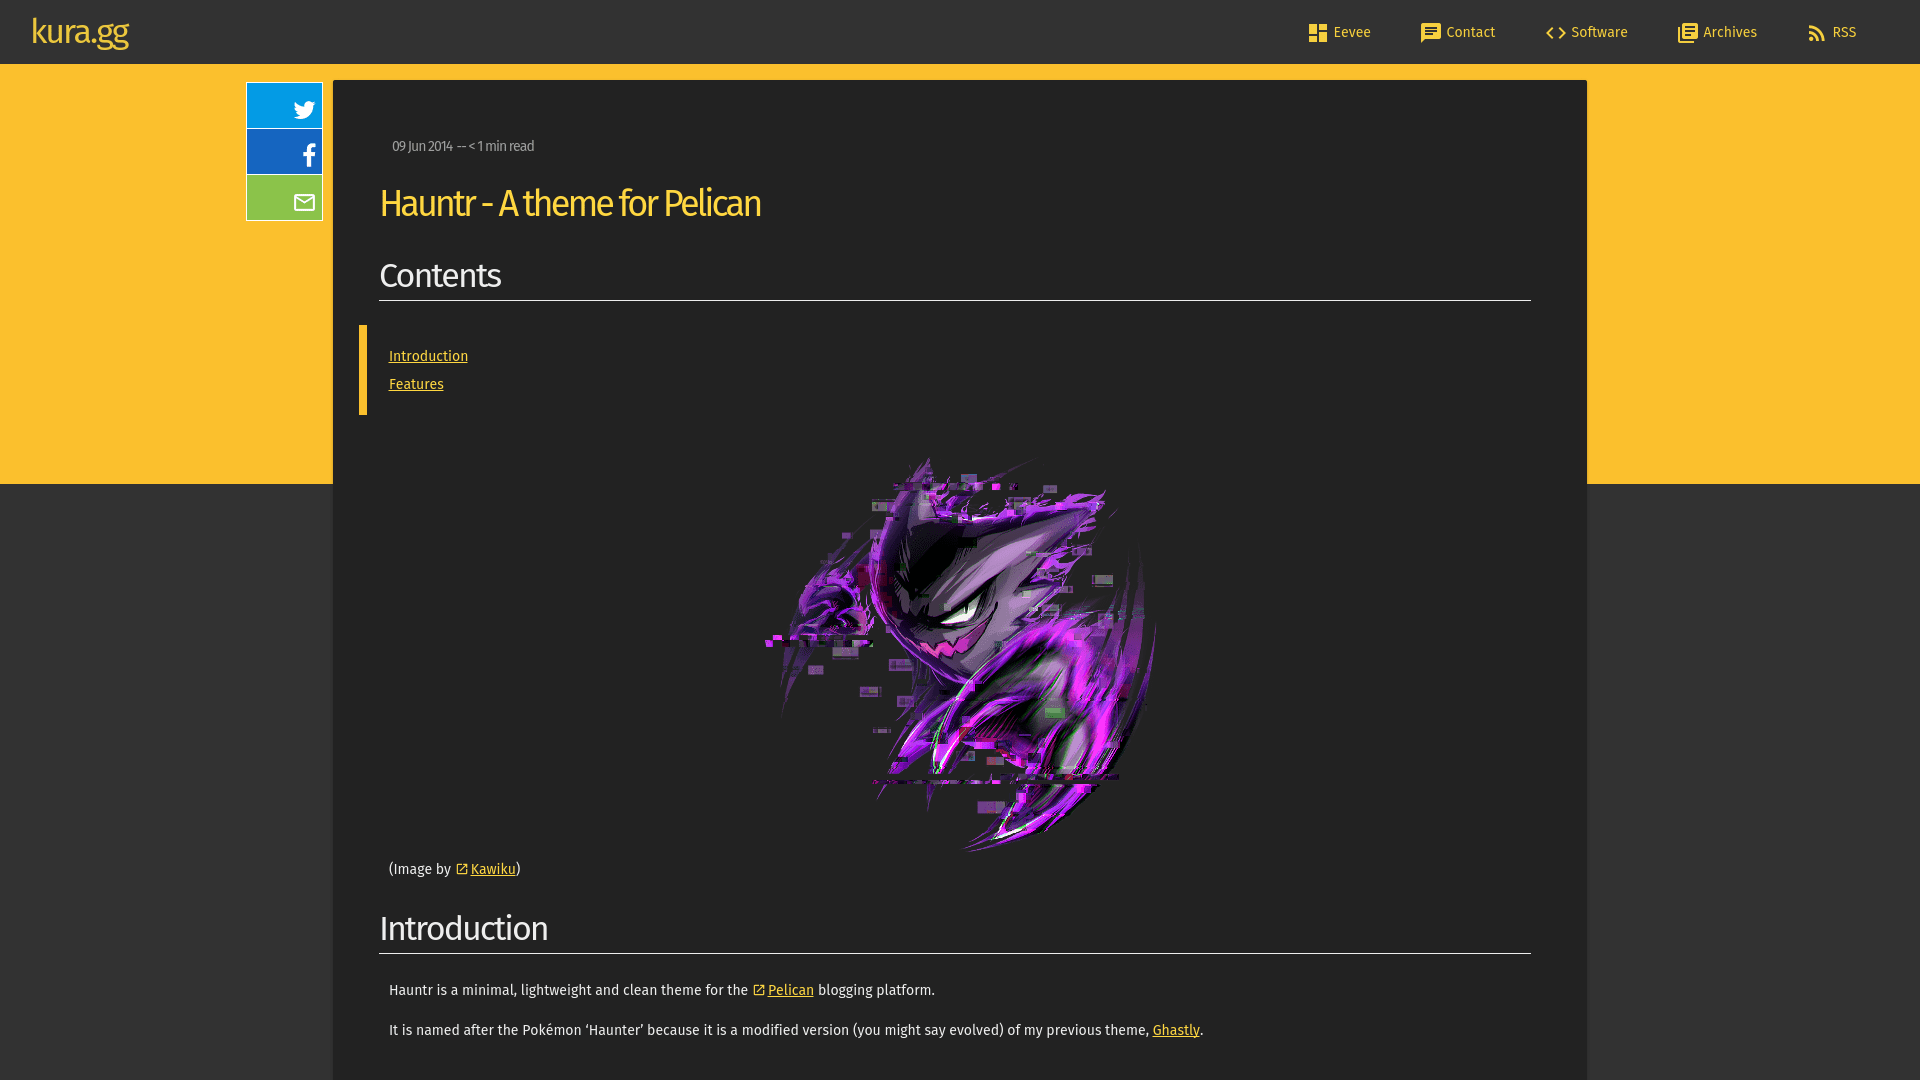 kura.gg
Eevee
Contact
Software
Archives
RSS
09 Jun 2014 -- < 1 min read
Hauntr - A theme for Pelican
Contents
Introduction
Features
(Image by Kawiku)
Introduction
Hauntr is a minimal, lightweight and clean theme for the Pelican blogging platform.
It is named after the Pokémon ‘Haunter’ because it is a modified version (you might say evolved) of my previous theme, Ghastly.